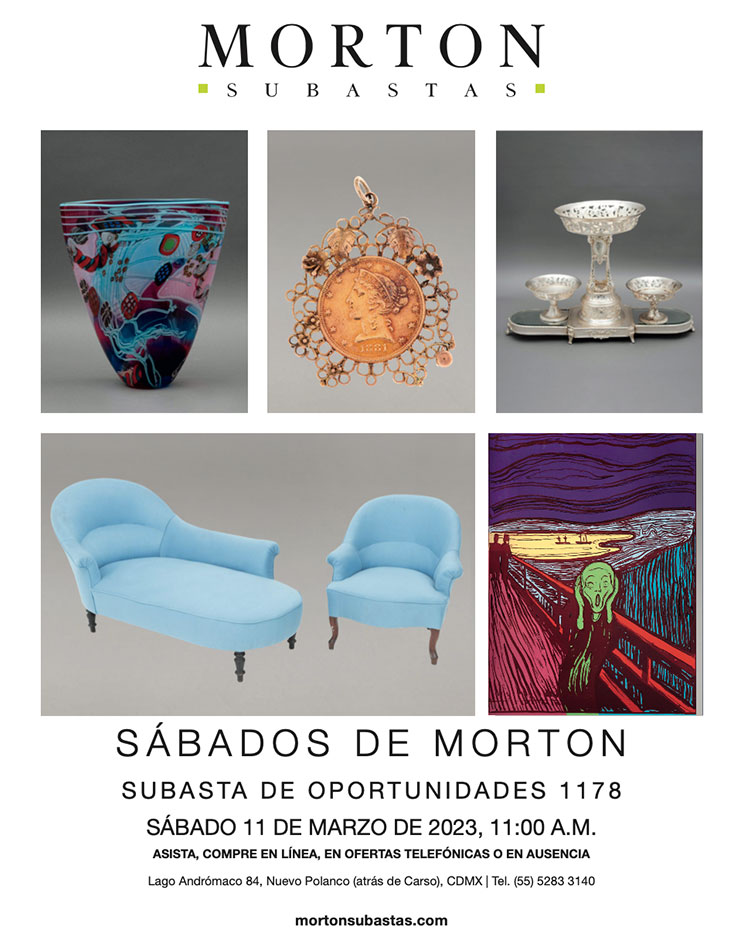 MORTON
SUBASTAS
1881
SÁBADOS DE MORTON
SUBASTA DE OPORTUNIDADES 1178
SÁBADO 11 DE MARZO DE 2023, 11:00 A.M.
ASISTA, COMPRE EN LÍNEA, EN OFERTAS TELEFÓNICAS O EN AUSENCIA
Lago Andrómaco 84, Nuevo Polanco (atrás de Carso), CDMX | Tel. (55) 5283 3140
mortonsubastas.com